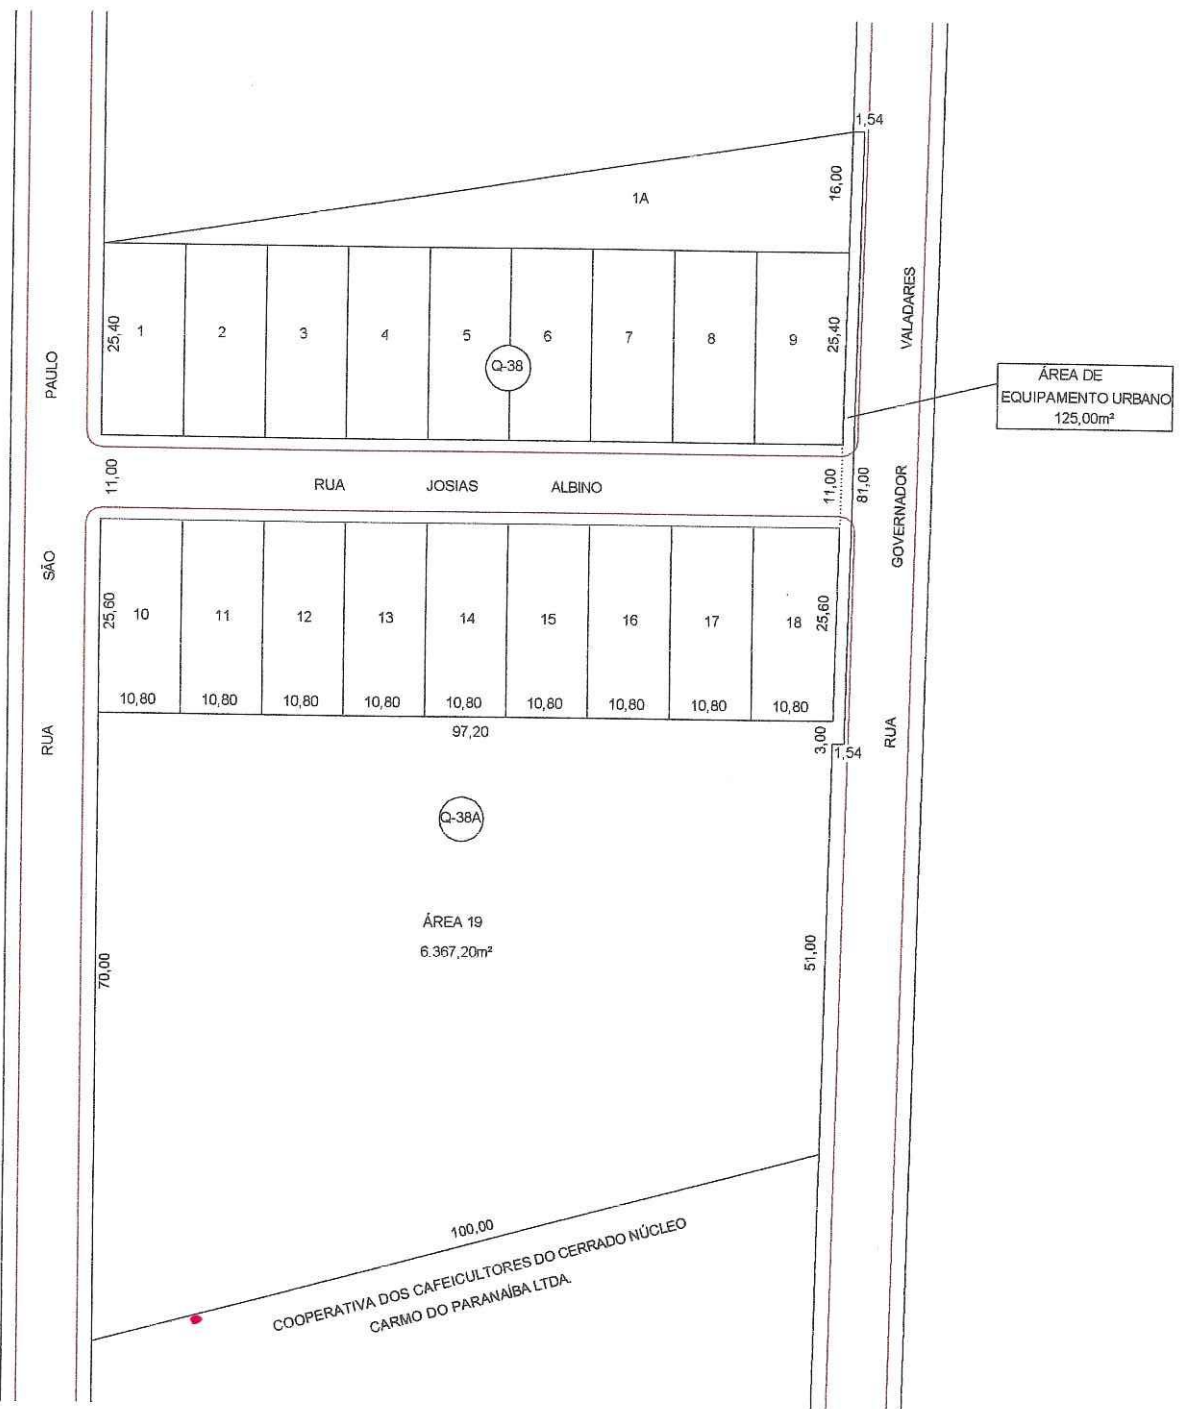 1,54
16,00
1A
25,40
1
2
3
4
5
6
7
8
9
25,40
Q-38
VALADARES
PAULO
ÁREA DE
EQUIPAMENTO URBANO
125,00m²
11,00
RUA JOSIAS ALBINO
11,00
81,00
GOVERNADOR
SÃO
25,60
10
11
12
13
14
15
16
17
18
25,60
10,80
10,80
10,80
10,80
10,80
10,80
10,80
10,80
10,80
97,20
3,00
1,54
RUA
RUA
Q-38A
ÁREA 19
6.367,20m²
70,00
51,00
100,00
COOPERATIVA DOS CAFEICULTORES DO CERRADO NÚCLEO
CARMO DO PARANAÍBA LTDA.